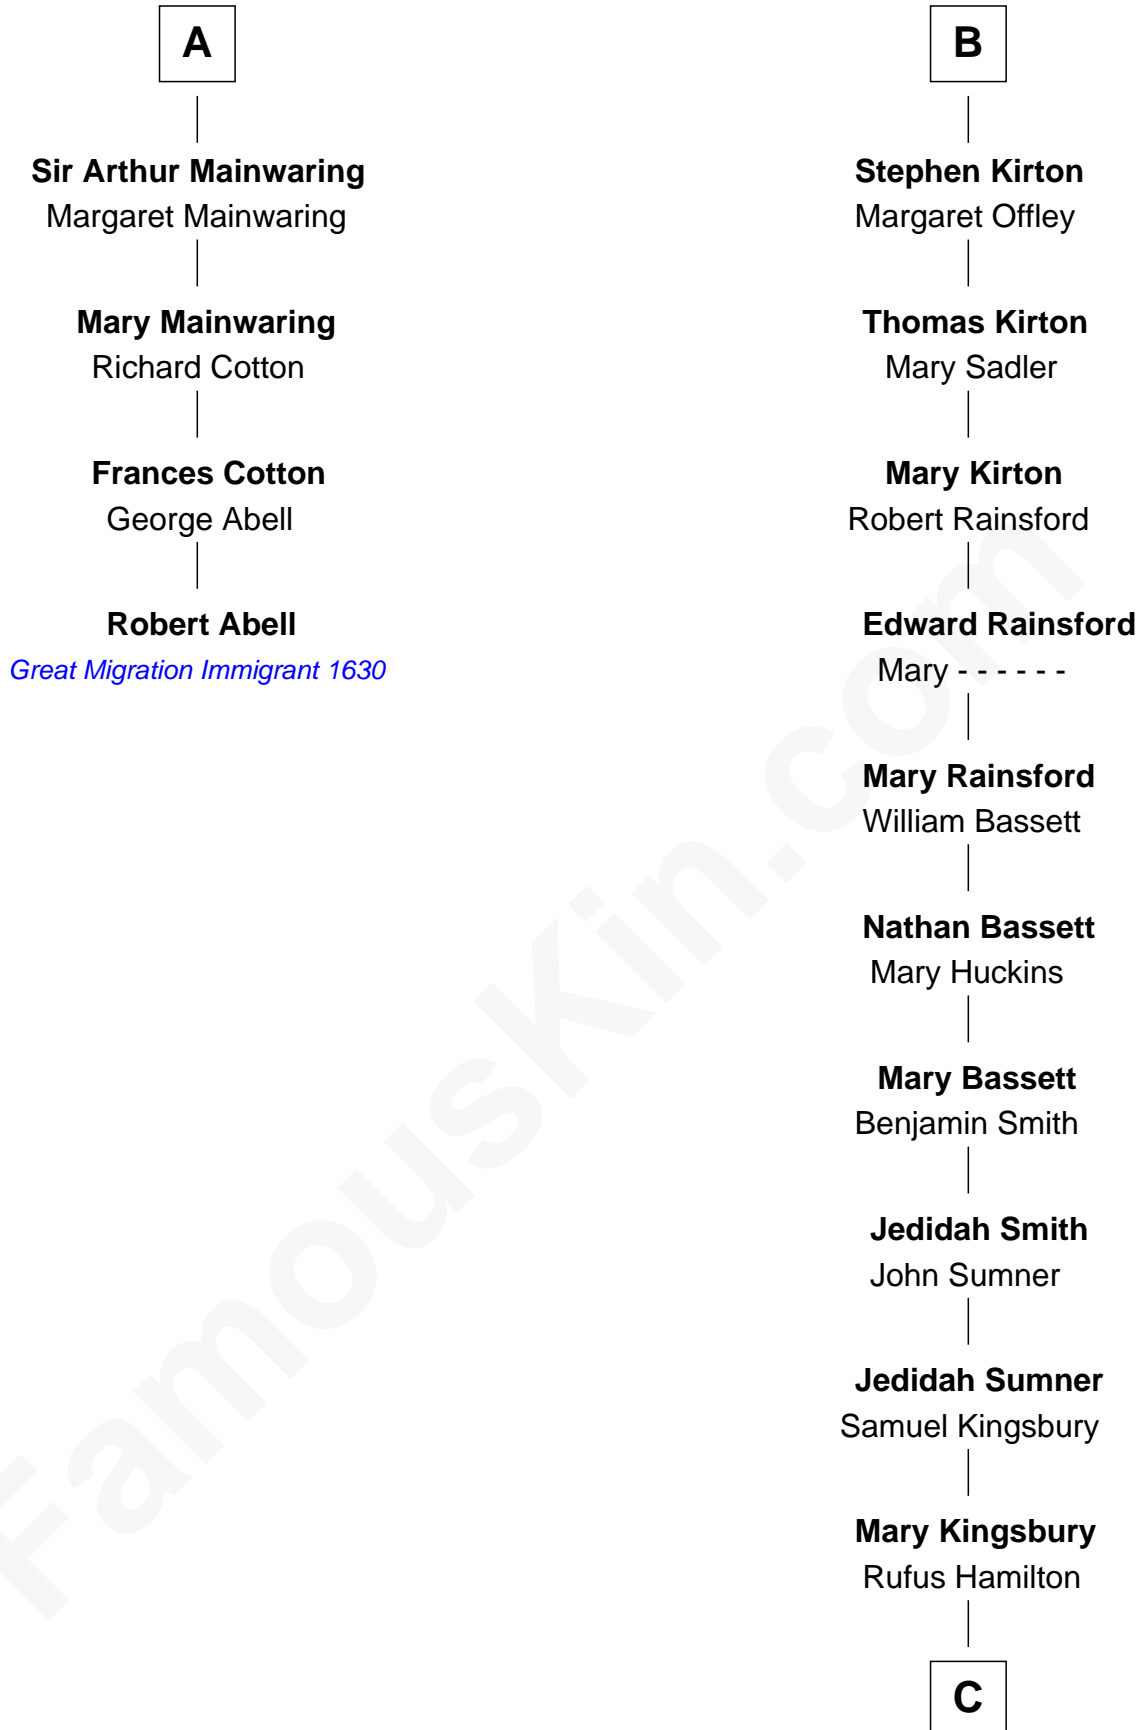 A
Sir Arthur Mainwaring
Margaret Mainwaring
Mary Mainwaring
Richard Cotton
Frances Cotton
George Abell
Robert Abell
Great Migration Immigrant 1630
B
Stephen Kirton
Margaret Offley
Thomas Kirton
Mary Sadler
Mary Kirton
Robert Rainsford
Edward Rainsford
Mary - - - - - -
Mary Rainsford
William Bassett
Nathan Bassett
Mary Huckins
Mary Bassett
Benjamin Smith
Jedidah Smith
John Sumner
Jedidah Sumner
Samuel Kingsbury
Mary Kingsbury
Rufus Hamilton
C
FamousKin.com